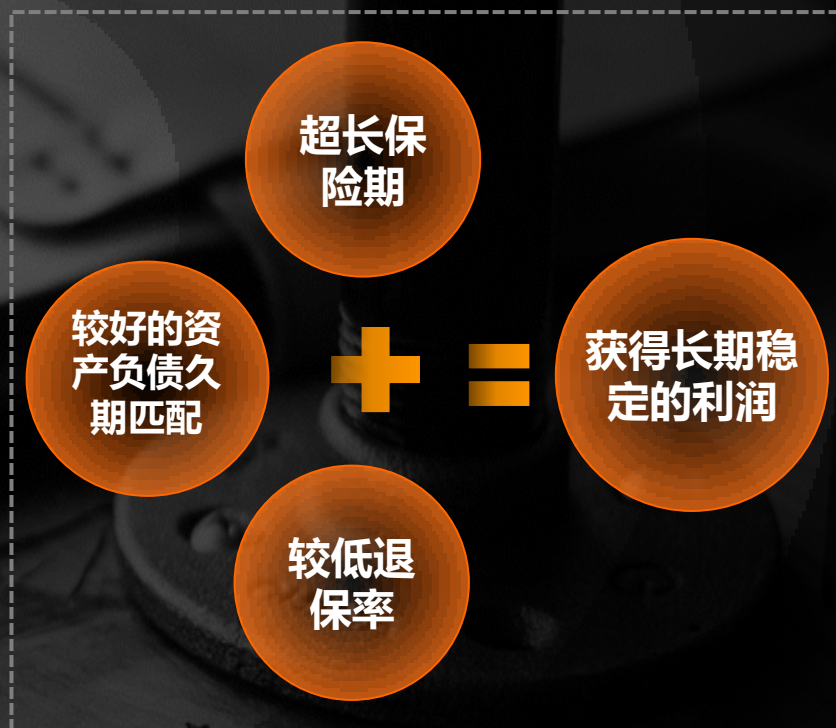 超长保
险期
较好的资
产负债久
期匹配
+
=
获得长期稳
定的利润
较低退
保率